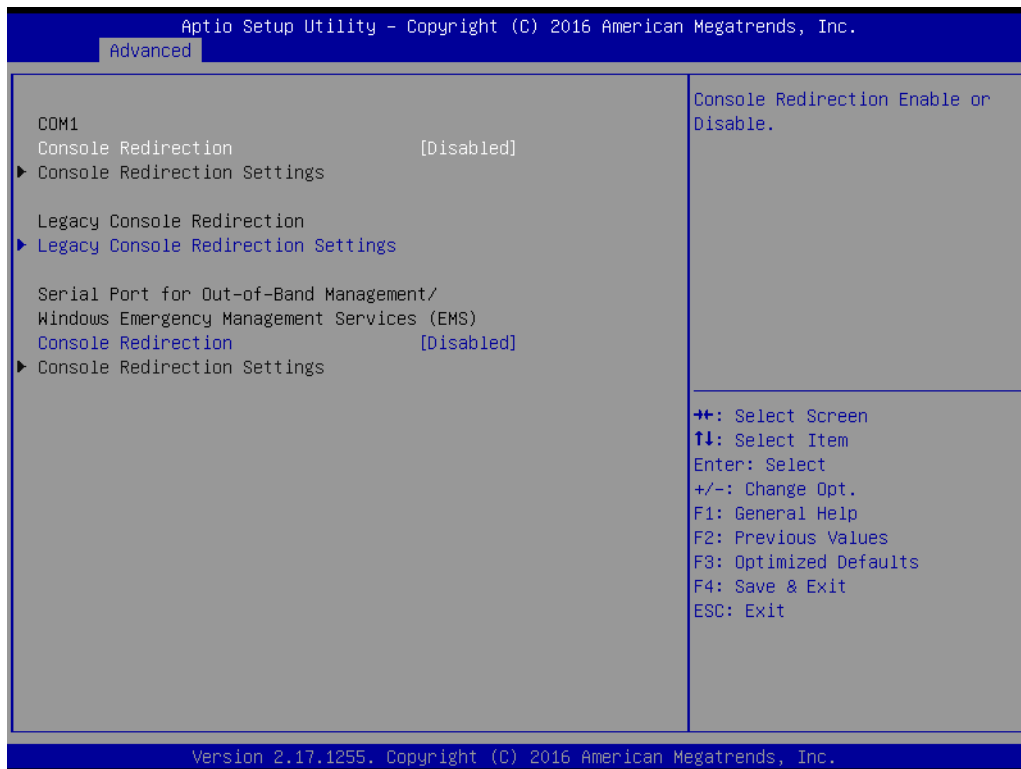 Aptio Setup Utility – Copyright (C) 2016 American Megatrends, Inc.
Advanced
COM1
Console Redirection [Disabled]
Console Redirection Settings
Legacy Console Redirection
Legacy Console Redirection Settings
Serial Port for Out-of-Band Management/
Windows Emergency Management Services (EMS)
Console Redirection [Disabled]
Console Redirection Settings
Console Redirection Enable or
Disable.
→←: Select Screen
↑↓: Select Item
Enter: Select
+/-: Change Opt.
F1: General Help
F2: Previous Values
F3: Optimized Defaults
F4: Save & Exit
ESC: Exit
Version 2.17.1255. Copyright (C) 2016 American Megatrends, Inc.